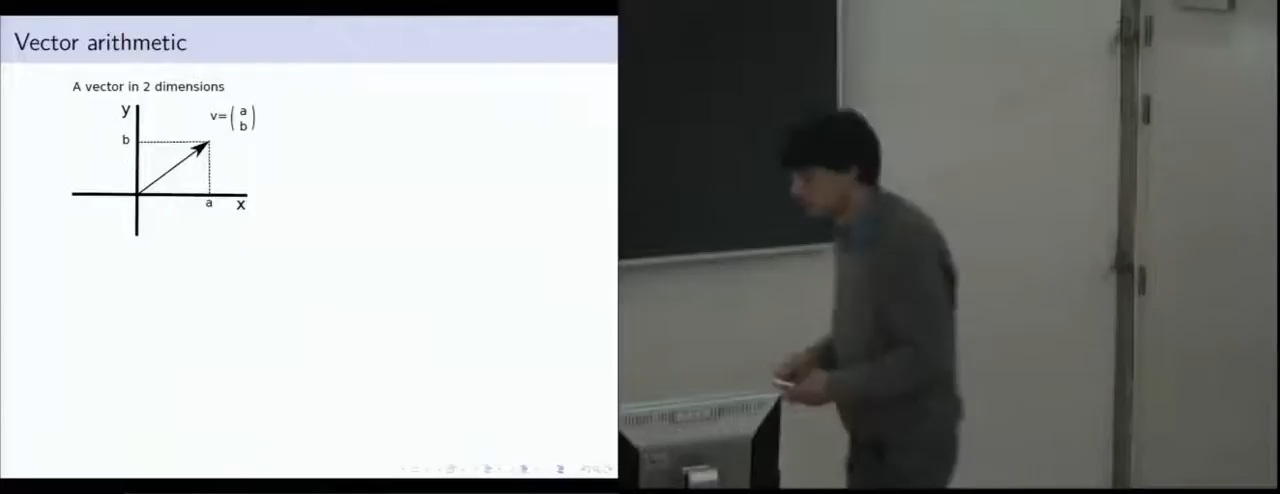 Vector arithmetic
A vector in 2 dimensions
y
v=(a
b)
b
a
x